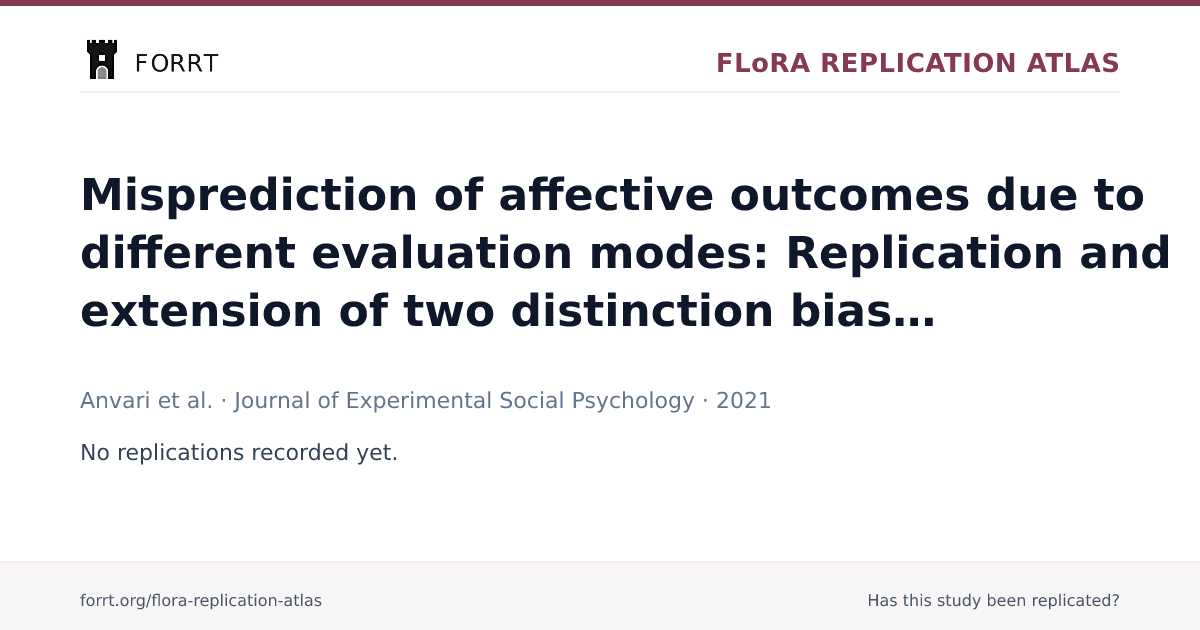 FORRT
FLoRA REPLICATION ATLAS
Misprediction of affective outcomes due to
different evaluation modes: Replication and
extension of two distinction bias…
Anvari et al. · Journal of Experimental Social Psychology · 2021
No replications recorded yet.
forrt.org/flora-replication-atlas
Has this study been replicated?